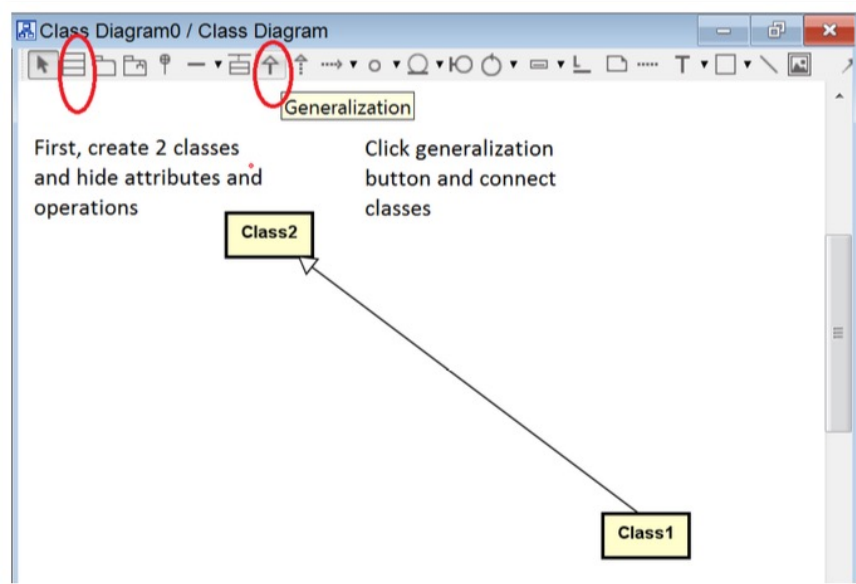 Class Diagram0 / Class Diagram
T
Generalization
First, create 2 classes
and hide attributes and
operations
Click generalization
button and connect
classes
Class2
Class1